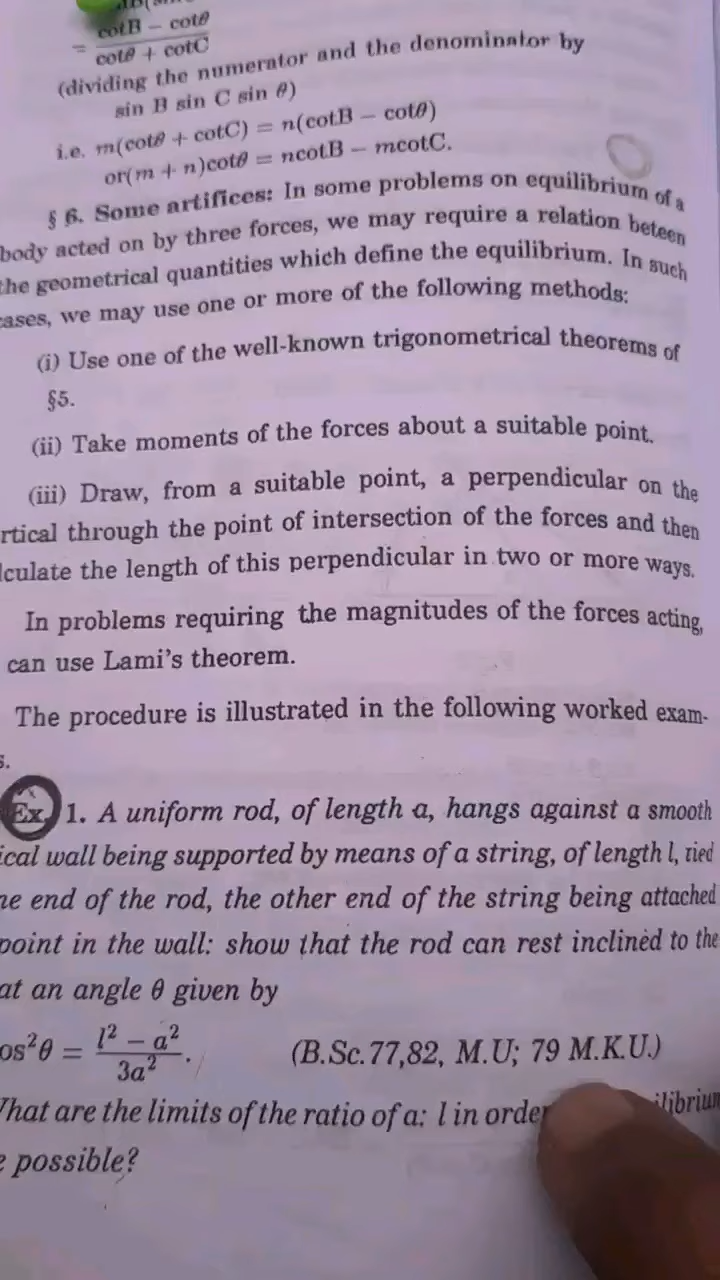 = cotB − cotθ / cotθ + cotC
(dividing the numerator and the denominator by
sin B sin C sin θ)
i.e. m(cotθ + cotC) = n(cotB − cotθ)
or(m + n)cotθ = ncotB − mcotC.
§ 6. Some artifices: In some problems on equilibrium of a
body acted on by three forces, we may require a relation beteen
the geometrical quantities which define the equilibrium. In such
cases, we may use one or more of the following methods:
(i) Use one of the well-known trigonometrical theorems of
§5.
(ii) Take moments of the forces about a suitable point.
(iii) Draw, from a suitable point, a perpendicular on the
rtical through the point of intersection of the forces and then
lculate the length of this perpendicular in two or more ways.
In problems requiring the magnitudes of the forces acting,
can use Lami's theorem.
The procedure is illustrated in the following worked exam-
s.
Ex. 1. A uniform rod, of length a, hangs against a smooth
ical wall being supported by means of a string, of length l, tied
ne end of the rod, the other end of the string being attached
point in the wall: show that the rod can rest inclined to the
at an angle θ given by
os²θ = l² − a² / 3a². (B.Sc.77,82, M.U; 79 M.K.U.)
What are the limits of the ratio of a: l in order ilibrium
e possible?